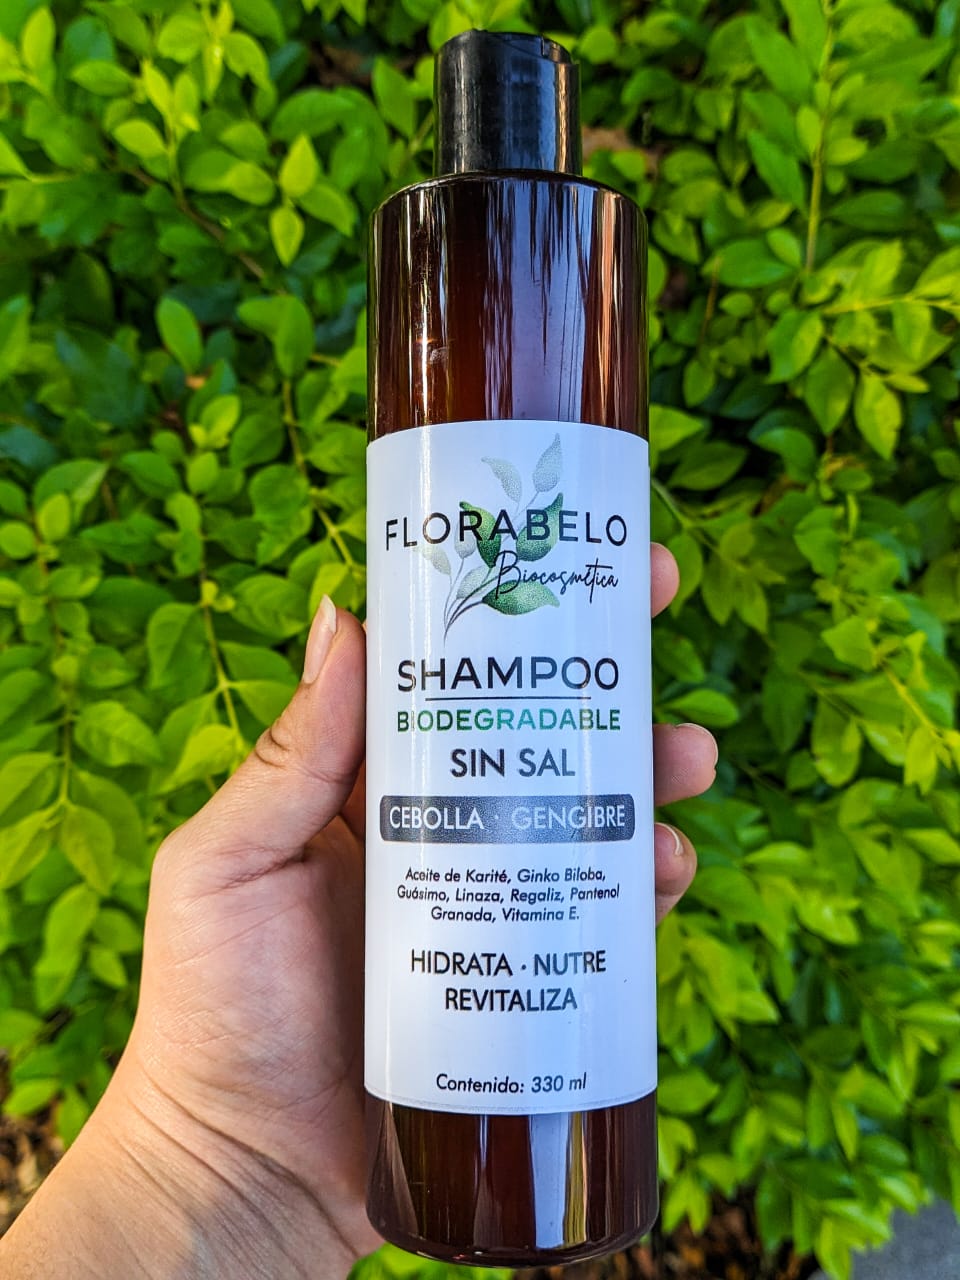 FLORABELO
Biocosmética
SHAMPOO
BIODEGRADABLE
SIN SAL
CEBOLLA · GENGIBRE
Aceite de Karité, Ginko Biloba,
Guásimo, Linaza, Regaliz, Pantenol
Granada, Vitamina E.
HIDRATA · NUTRE
REVITALIZA
Contenido: 330 ml